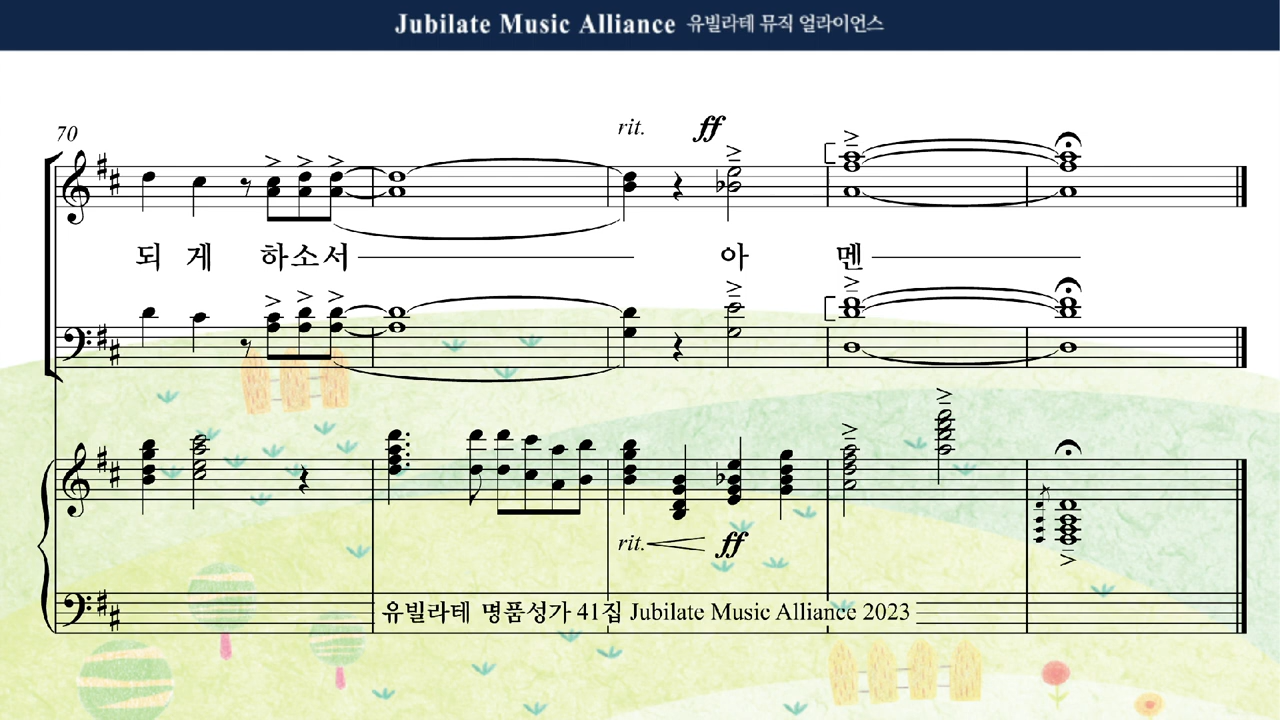 Jubilate Music Alliance 유빌라테 뮤직 얼라이언스
70
rit. ff
되 게 하소서 아 멘
rit. ff
유빌라테 명품성가 41집 Jubilate Music Alliance 2023